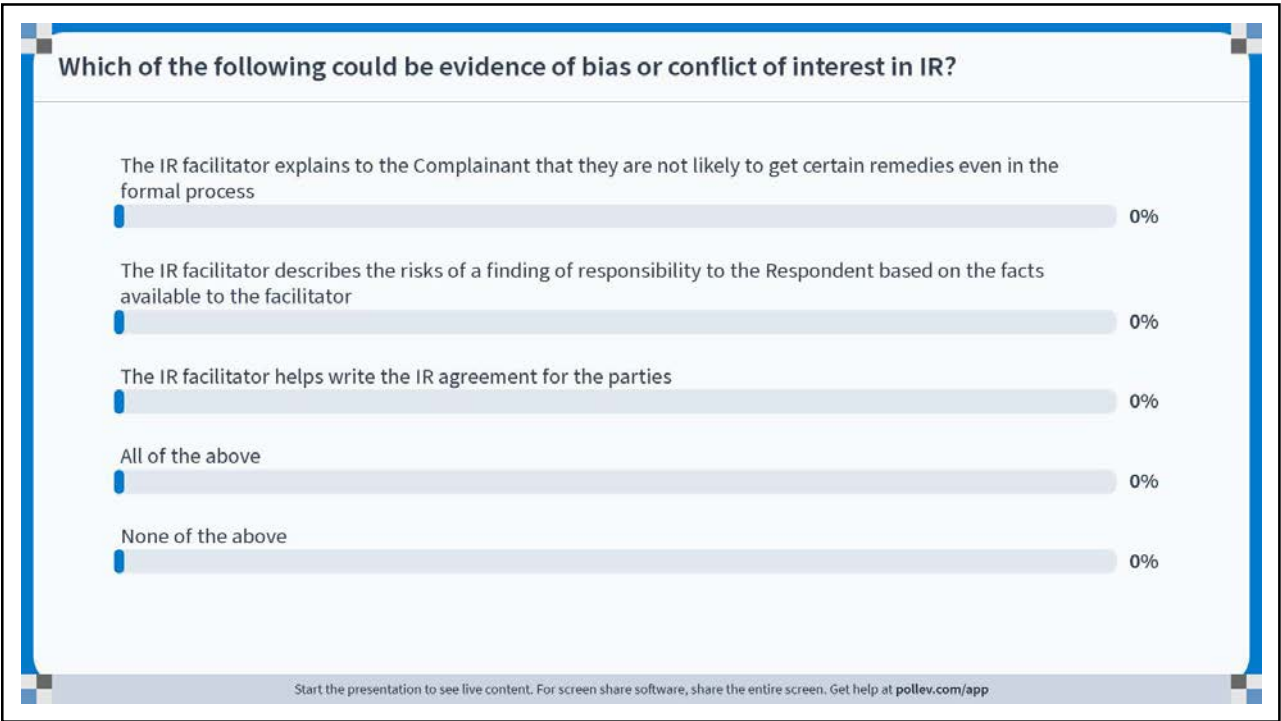 Which of the following could be evidence of bias or conflict of interest in IR?
The IR facilitator explains to the Complainant that they are not likely to get certain remedies even in the
formal process
0%
The IR facilitator describes the risks of a finding of responsibility to the Respondent based on the facts
available to the facilitator
0%
The IR facilitator helps write the IR agreement for the parties
0%
All of the above
0%
None of the above
0%
Start the presentation to see live content. For screen share software, share the entire screen. Get help at pollev.com/app